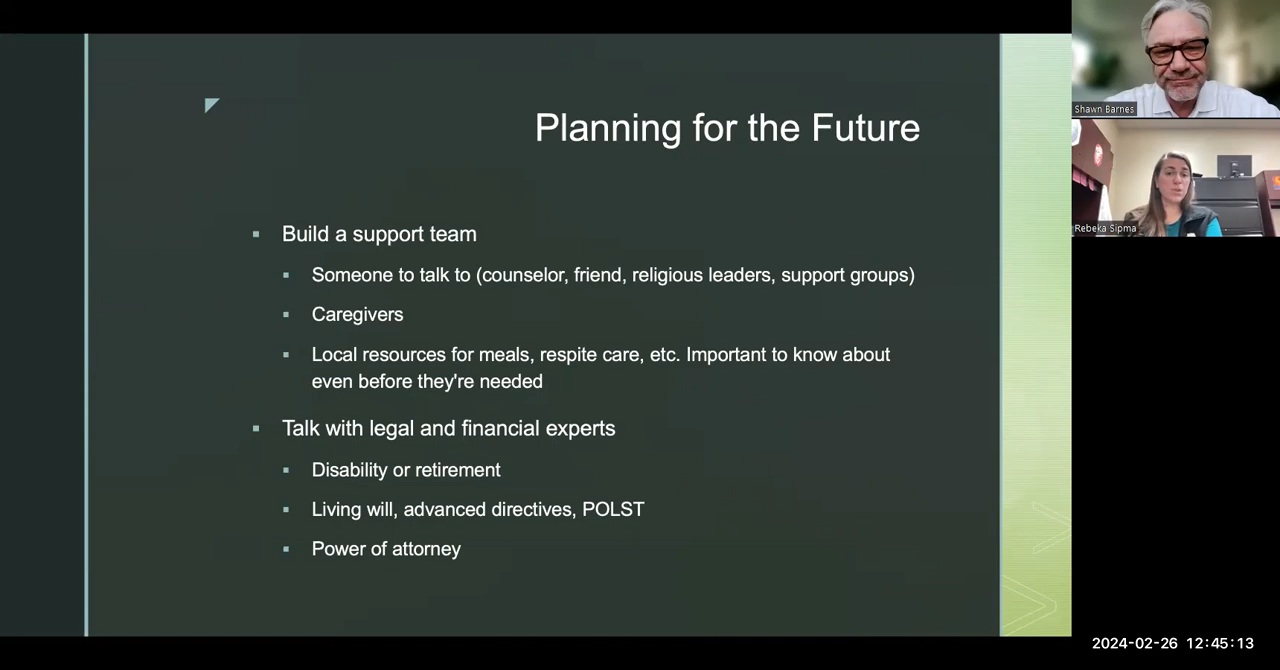 Planning for the Future
Build a support team
Someone to talk to (counselor, friend, religious leaders, support groups)
Caregivers
Local resources for meals, respite care, etc. Important to know about
even before they're needed
Talk with legal and financial experts
Disability or retirement
Living will, advanced directives, POLST
Power of attorney
Shawn Barnes
Rebeka Sipma
2024-02-26 12:45:13